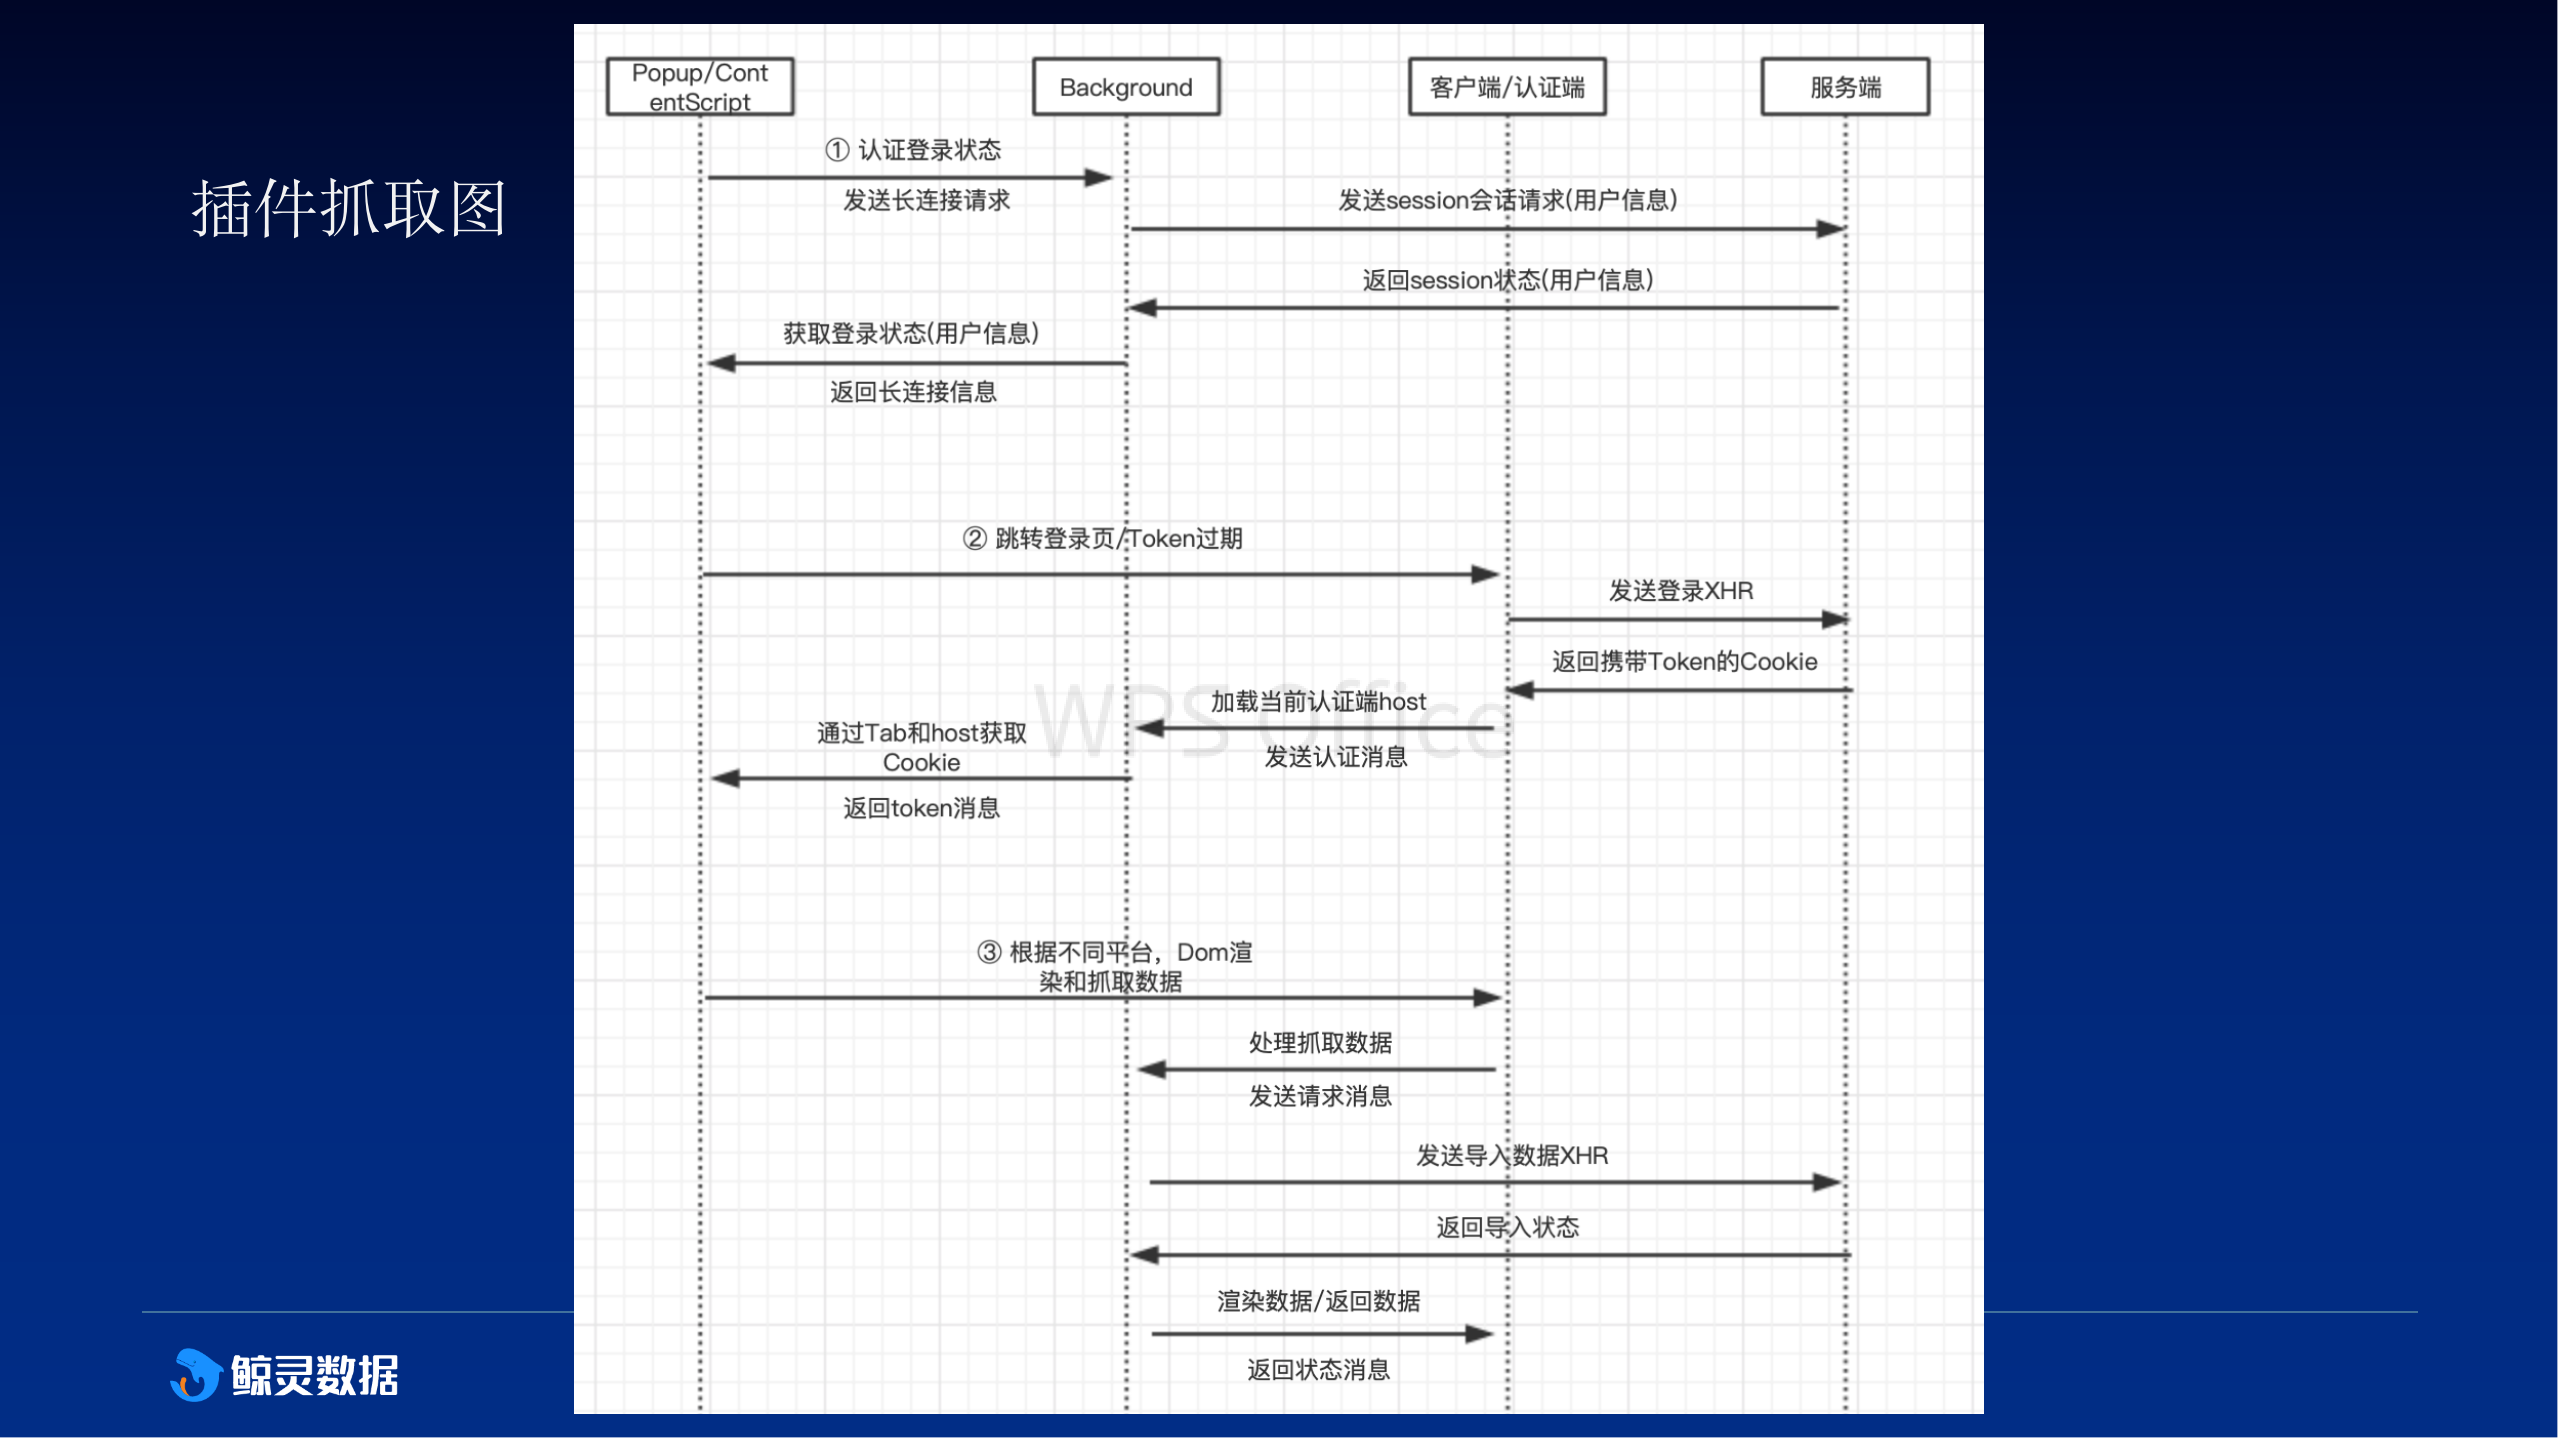 插件抓取图
Popup/Cont
entScript
Background
客户端/认证端
服务端
① 认证登录状态
发送长连接请求
发送session会话请求(用户信息)
返回session状态(用户信息)
获取登录状态(用户信息)
返回长连接信息
② 跳转登录页/Token过期
发送登录XHR
返回携带Token的Cookie
加载当前认证端host
发送认证消息
通过Tab和host获取
Cookie
返回token消息
WPS Office
③ 根据不同平台，Dom渲
染和抓取数据
处理抓取数据
发送请求消息
发送导入数据XHR
返回导入状态
渲染数据/返回数据
返回状态消息
鲸灵数据